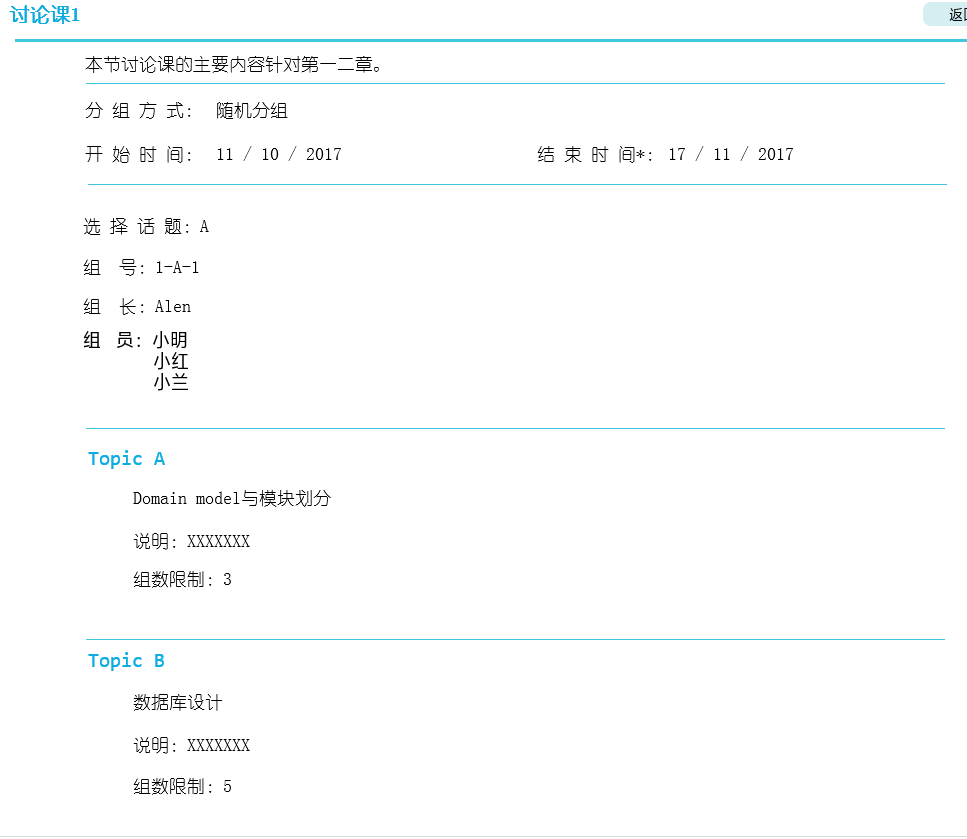 讨论课1
返回
本节讨论课的主要内容针对第一二章。
分 组 方 式: 随机分组
开 始 时 间: 11 / 10 / 2017 结 束 时 间*: 17 / 11 / 2017
选 择 话 题: A
组 号: 1-A-1
组 长: Alen
组 员: 小明
小红
小兰
Topic A
Domain model与模块划分
说明: XXXXXXX
组数限制: 3
Topic B
数据库设计
说明: XXXXXXX
组数限制: 5